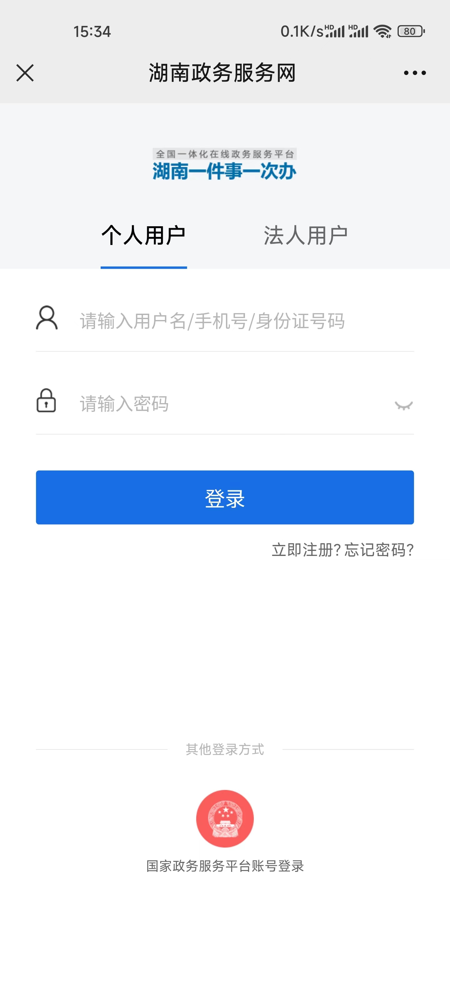 15:34 0.1K/s HD HD 80
湖南政务服务网
全国一体化在线政务服务平台
湖南一件事一次办
个人用户 法人用户
请输入用户名/手机号/身份证号码
请输入密码
登录
立即注册? 忘记密码?
其他登录方式
国家政务服务平台账号登录